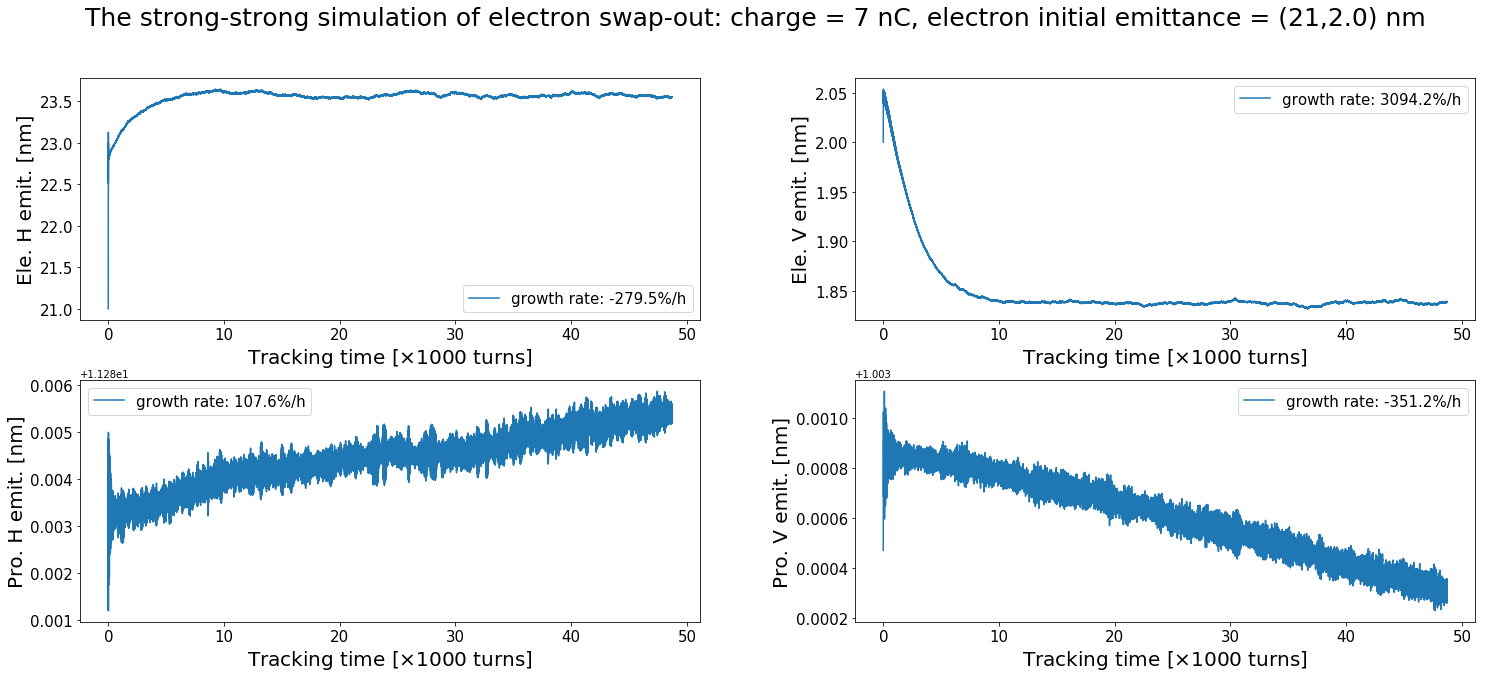 The strong-strong simulation of electron swap-out: charge = 7 nC, electron initial emittance = (21,2.0) nm
Ele. H emit. [nm]
23.5
23.0
22.5
22.0
21.5
21.0
growth rate: -279.5%/h
0 10 20 30 40 50
Tracking time [×1000 turns]
Ele. V emit. [nm]
2.05
2.00
1.95
1.90
1.85
growth rate: 3094.2%/h
0 10 20 30 40 50
Tracking time [×1000 turns]
+1.128e1
Pro. H emit. [nm]
0.006
0.005
0.004
0.003
0.002
0.001
growth rate: 107.6%/h
0 10 20 30 40 50
Tracking time [×1000 turns]
+1.003
Pro. V emit. [nm]
0.0010
0.0008
0.0006
0.0004
0.0002
growth rate: -351.2%/h
0 10 20 30 40 50
Tracking time [×1000 turns]